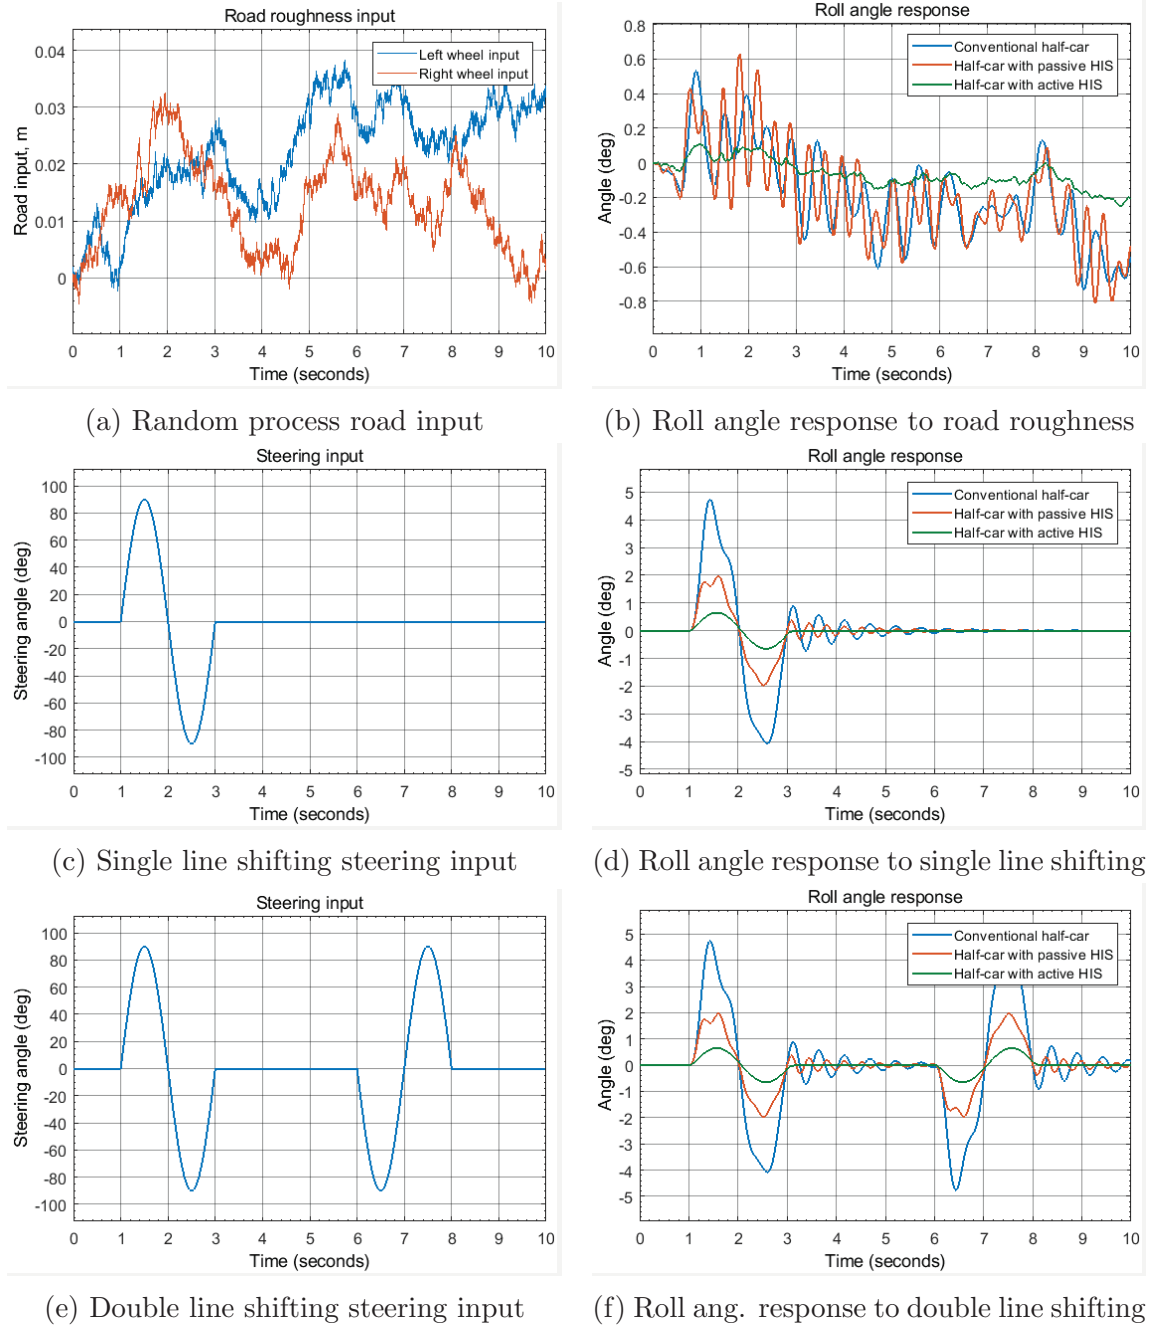 Road roughness input
Left wheel input
Right wheel input
Road input, m
0.04
0.03
0.02
0.01
0
0 1 2 3 4 5 6 7 8 9 10
Time (seconds)
(a) Random process road input
Roll angle response
Conventional half-car
Half-car with passive HIS
Half-car with active HIS
Angle (deg)
0.8
0.6
0.4
0.2
0
-0.2
-0.4
-0.6
-0.8
0 1 2 3 4 5 6 7 8 9 10
Time (seconds)
(b) Roll angle response to road roughness
Steering input
Steering angle (deg)
100
80
60
40
20
0
-20
-40
-60
-80
-100
0 1 2 3 4 5 6 7 8 9 10
Time (seconds)
(c) Single line shifting steering input
Roll angle response
Conventional half-car
Half-car with passive HIS
Half-car with active HIS
Angle (deg)
5
4
3
2
1
0
-1
-2
-3
-4
-5
0 1 2 3 4 5 6 7 8 9 10
Time (seconds)
(d) Roll angle response to single line shifting
Steering input
Steering angle (deg)
100
80
60
40
20
0
-20
-40
-60
-80
-100
0 1 2 3 4 5 6 7 8 9 10
Time (seconds)
(e) Double line shifting steering input
Roll angle response
Conventional half-car
Half-car with passive HIS
Half-car with active HIS
Angle (deg)
5
4
3
2
1
0
-1
-2
-3
-4
-5
0 1 2 3 4 5 6 7 8 9 10
Time (seconds)
(f) Roll ang. response to double line shifting